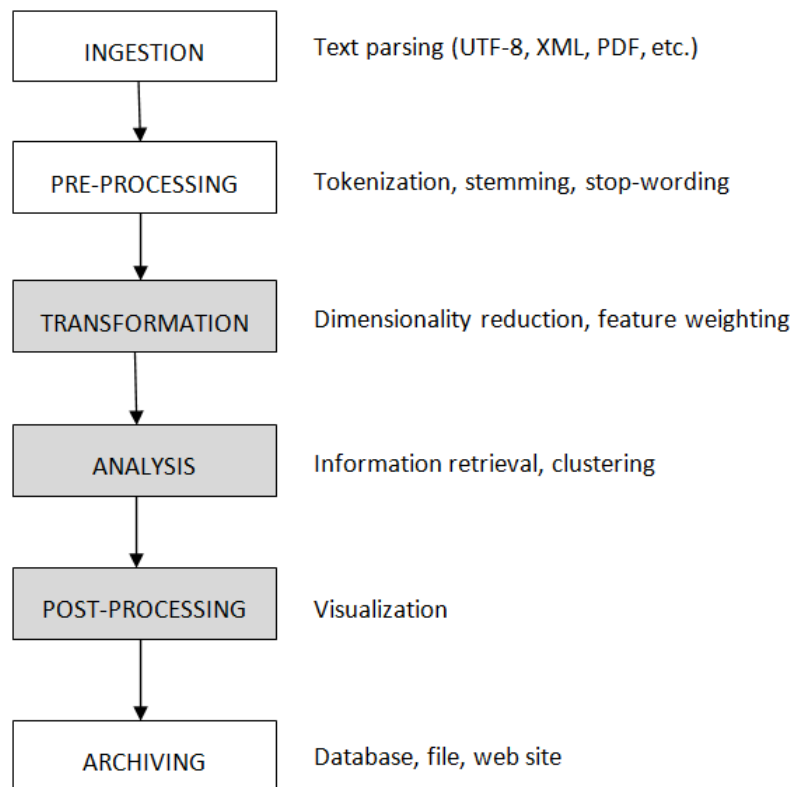 INGESTION
Text parsing (UTF-8, XML, PDF, etc.)
PRE-PROCESSING
Tokenization, stemming, stop-wording
TRANSFORMATION
Dimensionality reduction, feature weighting
ANALYSIS
Information retrieval, clustering
POST-PROCESSING
Visualization
ARCHIVING
Database, file, web site